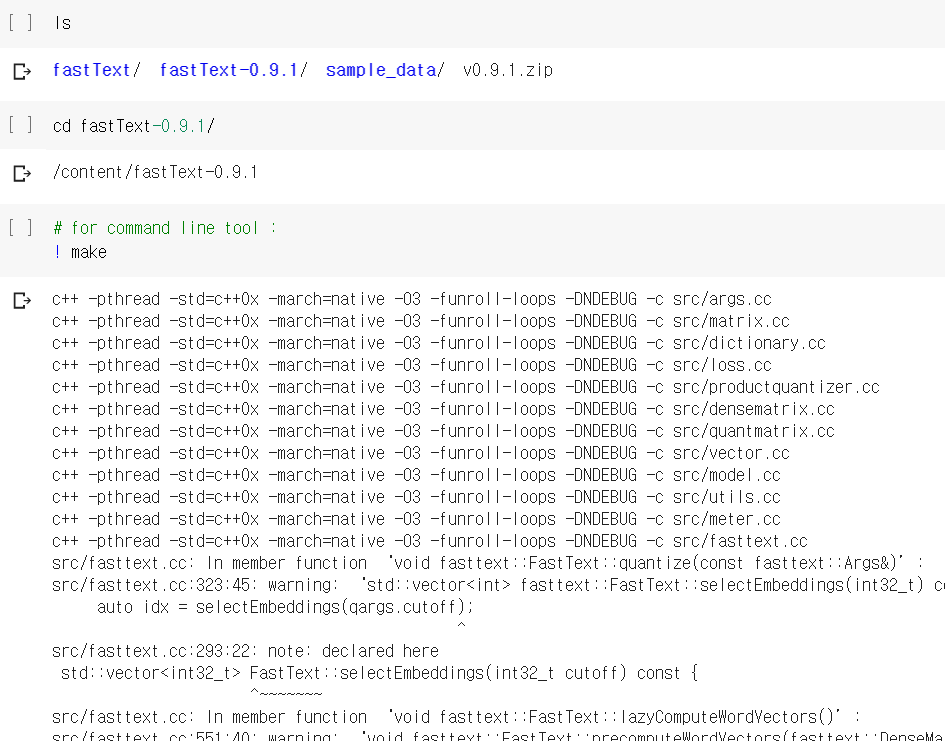 [ ] ls
fastText/ fastText-0.9.1/ sample_data/ v0.9.1.zip
[ ] cd fastText-0.9.1/
/content/fastText-0.9.1
[ ] # for command line tool :
! make
c++ -pthread -std=c++0x -march=native -O3 -funroll-loops -DNDEBUG -c src/args.cc
c++ -pthread -std=c++0x -march=native -O3 -funroll-loops -DNDEBUG -c src/matrix.cc
c++ -pthread -std=c++0x -march=native -O3 -funroll-loops -DNDEBUG -c src/dictionary.cc
c++ -pthread -std=c++0x -march=native -O3 -funroll-loops -DNDEBUG -c src/loss.cc
c++ -pthread -std=c++0x -march=native -O3 -funroll-loops -DNDEBUG -c src/productquantizer.cc
c++ -pthread -std=c++0x -march=native -O3 -funroll-loops -DNDEBUG -c src/densematrix.cc
c++ -pthread -std=c++0x -march=native -O3 -funroll-loops -DNDEBUG -c src/quantmatrix.cc
c++ -pthread -std=c++0x -march=native -O3 -funroll-loops -DNDEBUG -c src/vector.cc
c++ -pthread -std=c++0x -march=native -O3 -funroll-loops -DNDEBUG -c src/model.cc
c++ -pthread -std=c++0x -march=native -O3 -funroll-loops -DNDEBUG -c src/utils.cc
c++ -pthread -std=c++0x -march=native -O3 -funroll-loops -DNDEBUG -c src/meter.cc
c++ -pthread -std=c++0x -march=native -O3 -funroll-loops -DNDEBUG -c src/fasttext.cc
src/fasttext.cc: In member function ‘void fasttext::FastText::quantize(const fasttext::Args&)’:
src/fasttext.cc:323:45: warning: ‘std::vector<int> fasttext::FastText::selectEmbeddings(int32_t) c
auto idx = selectEmbeddings(qargs.cutoff);
^
src/fasttext.cc:293:22: note: declared here
std::vector<int32_t> FastText::selectEmbeddings(int32_t cutoff) const {
^~~~~~~~
src/fasttext.cc: In member function ‘void fasttext::FastText::lazyComputeWordVectors()’:
src/fasttext.cc:551:40: warning: ‘void fasttext::FastText::precomputeWordVectors(fasttext::DenseMa